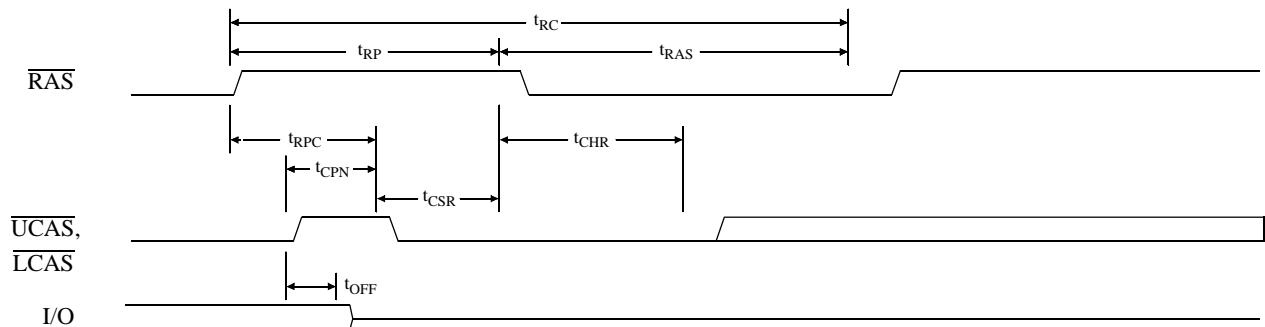 tRC
tRP tRAS
RAS
tRPC tCHR
tCPN
tCSR
UCAS,
LCAS
tOFF
I/O